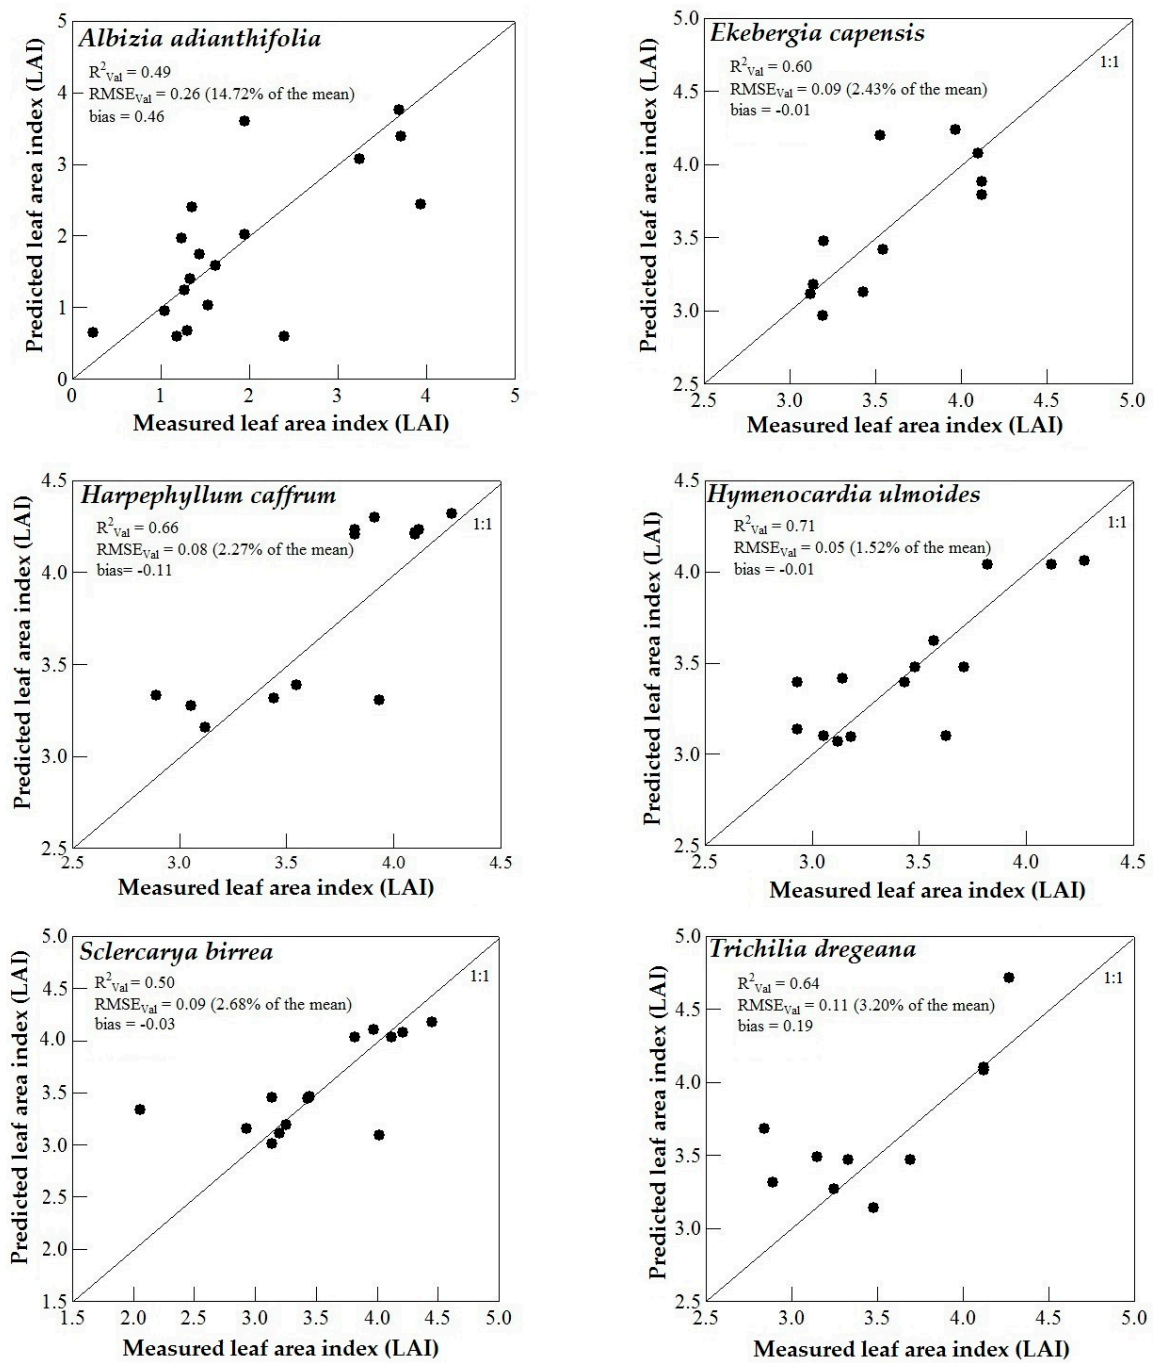 Albizia adianthifolia
R²Val = 0.49
RMSEVal = 0.26 (14.72% of the mean)
bias = 0.46
5
4
3
2
1
0
0 1 2 3 4 5
Predicted leaf area index (LAI)
Measured leaf area index (LAI)
Ekebergia capensis
R²Val = 0.60
RMSEVal = 0.09 (2.43% of the mean)
bias = -0.01
1:1
5.0
4.5
4.0
3.5
3.0
2.5
2.5 3.0 3.5 4.0 4.5 5.0
Predicted leaf area index (LAI)
Measured leaf area index (LAI)
Harpephyllum caffrum
R²Val = 0.66
RMSEVal = 0.08 (2.27% of the mean)
bias= -0.11
1:1
4.5
4.0
3.5
3.0
2.5
2.5 3.0 3.5 4.0 4.5
Predicted leaf area index (LAI)
Measured leaf area index (LAI)
Hymenocardia ulmoides
R²Val = 0.71
RMSEVal = 0.05 (1.52% of the mean)
bias = -0.01
1:1
4.5
4.0
3.5
3.0
2.5
2.5 3.0 3.5 4.0 4.5
Predicted leaf area index (LAI)
Measured leaf area index (LAI)
Sclercarya birrea
R²Val = 0.50
RMSEVal = 0.09 (2.68% of the mean)
bias = -0.03
1:1
5.0
4.5
4.0
3.5
3.0
2.5
2.0
1.5
1.5 2.0 2.5 3.0 3.5 4.0 4.5 5.0
Predicted leaf area index (LAI)
Measured leaf area index (LAI)
Trichilia dregeana
R²Val = 0.64
RMSEVal = 0.11 (3.20% of the mean)
bias = 0.19
1:1
5.0
4.5
4.0
3.5
3.0
2.5
2.5 3.0 3.5 4.0 4.5 5.0
Predicted leaf area index (LAI)
Measured leaf area index (LAI)